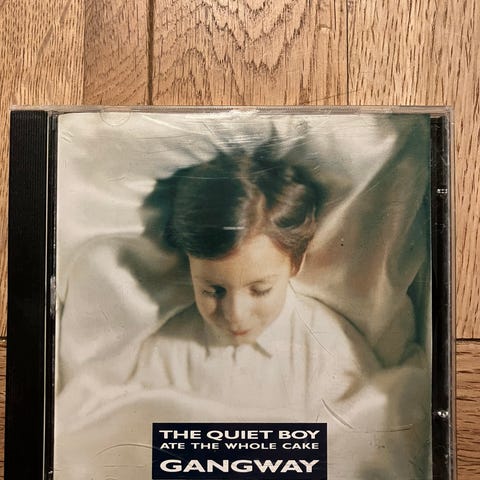 THE QUIET BOY
ATE THE WHOLE CAKE
GANGWAY